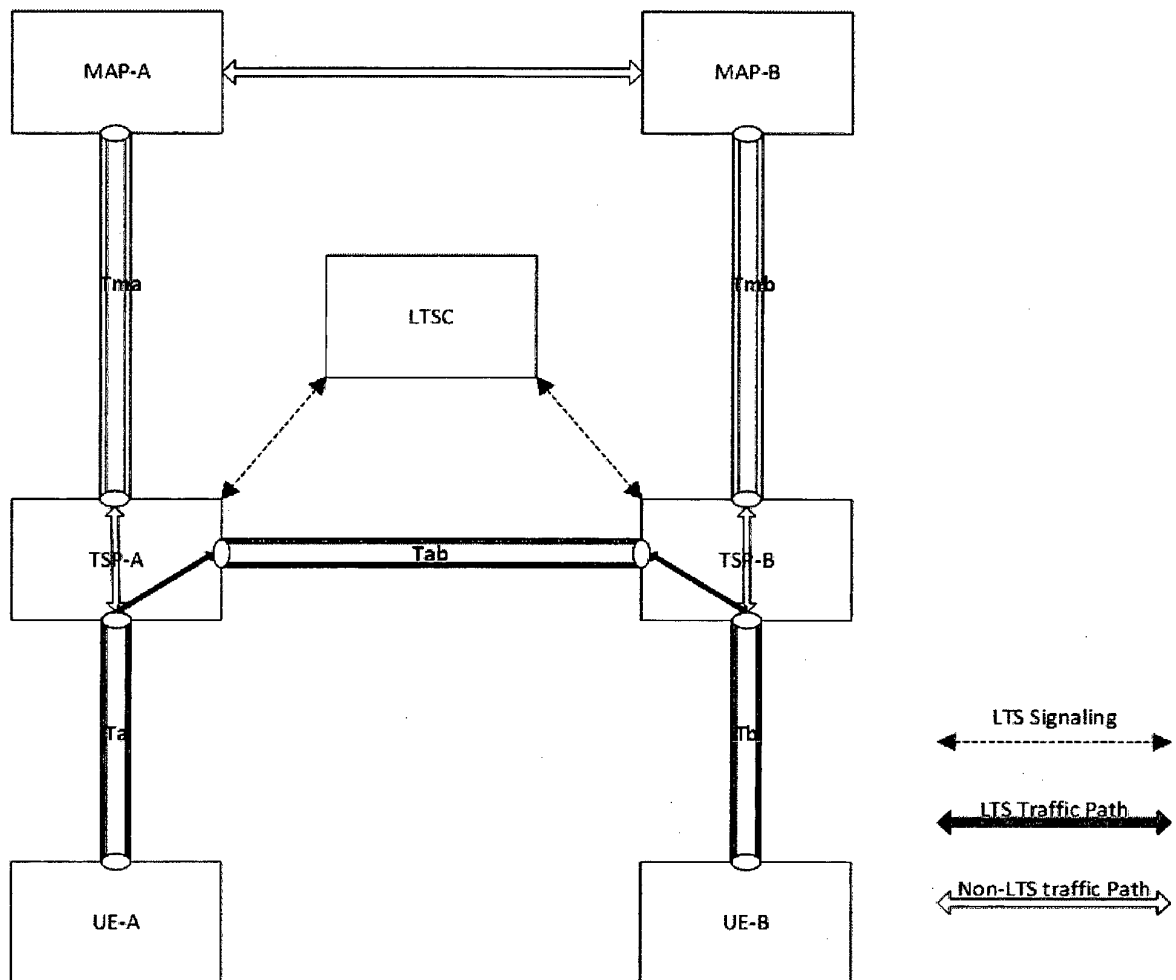 MAP-A
MAP-B
Tma
Tmb
LTSC
TSP-A
Tab
TSP-B
Ta
Tb
LTS Signaling
LTS Traffic Path
Non-LTS traffic Path
UE-A
UE-B